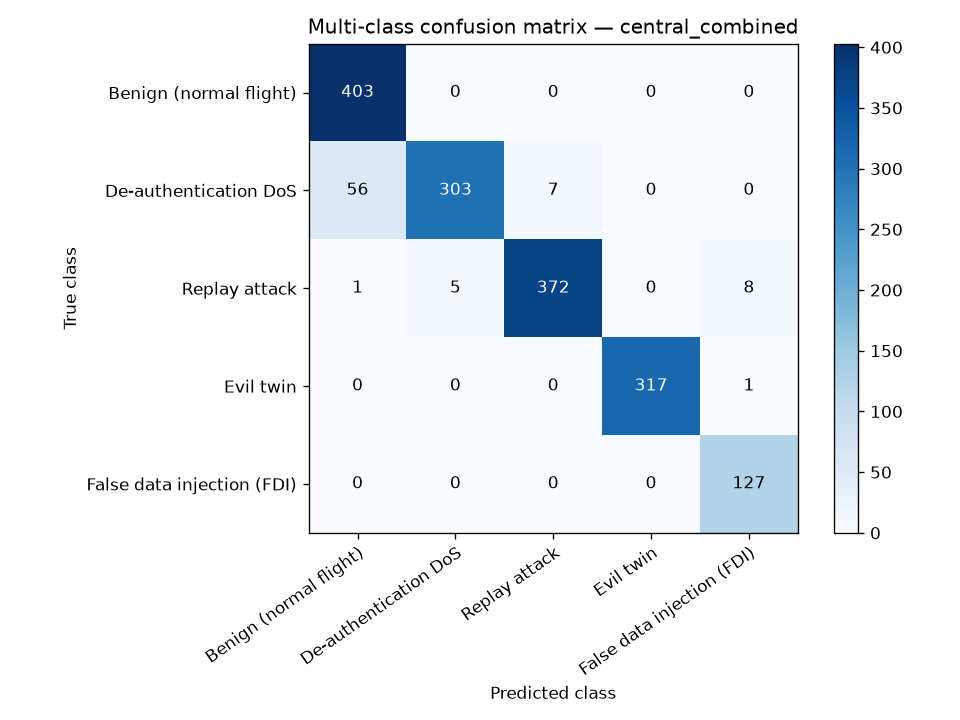 Multi-class confusion matrix — central_combined
Benign (normal flight) 403 0 0 0 0
De-authentication DoS 56 303 7 0 0
Replay attack 1 5 372 0 8
Evil twin 0 0 0 317 1
False data injection (FDI) 0 0 0 0 127
True class
Benign (normal flight)
De-authentication DoS
Replay attack
Evil twin
False data injection (FDI)
Predicted class
400
350
300
250
200
150
100
50
0